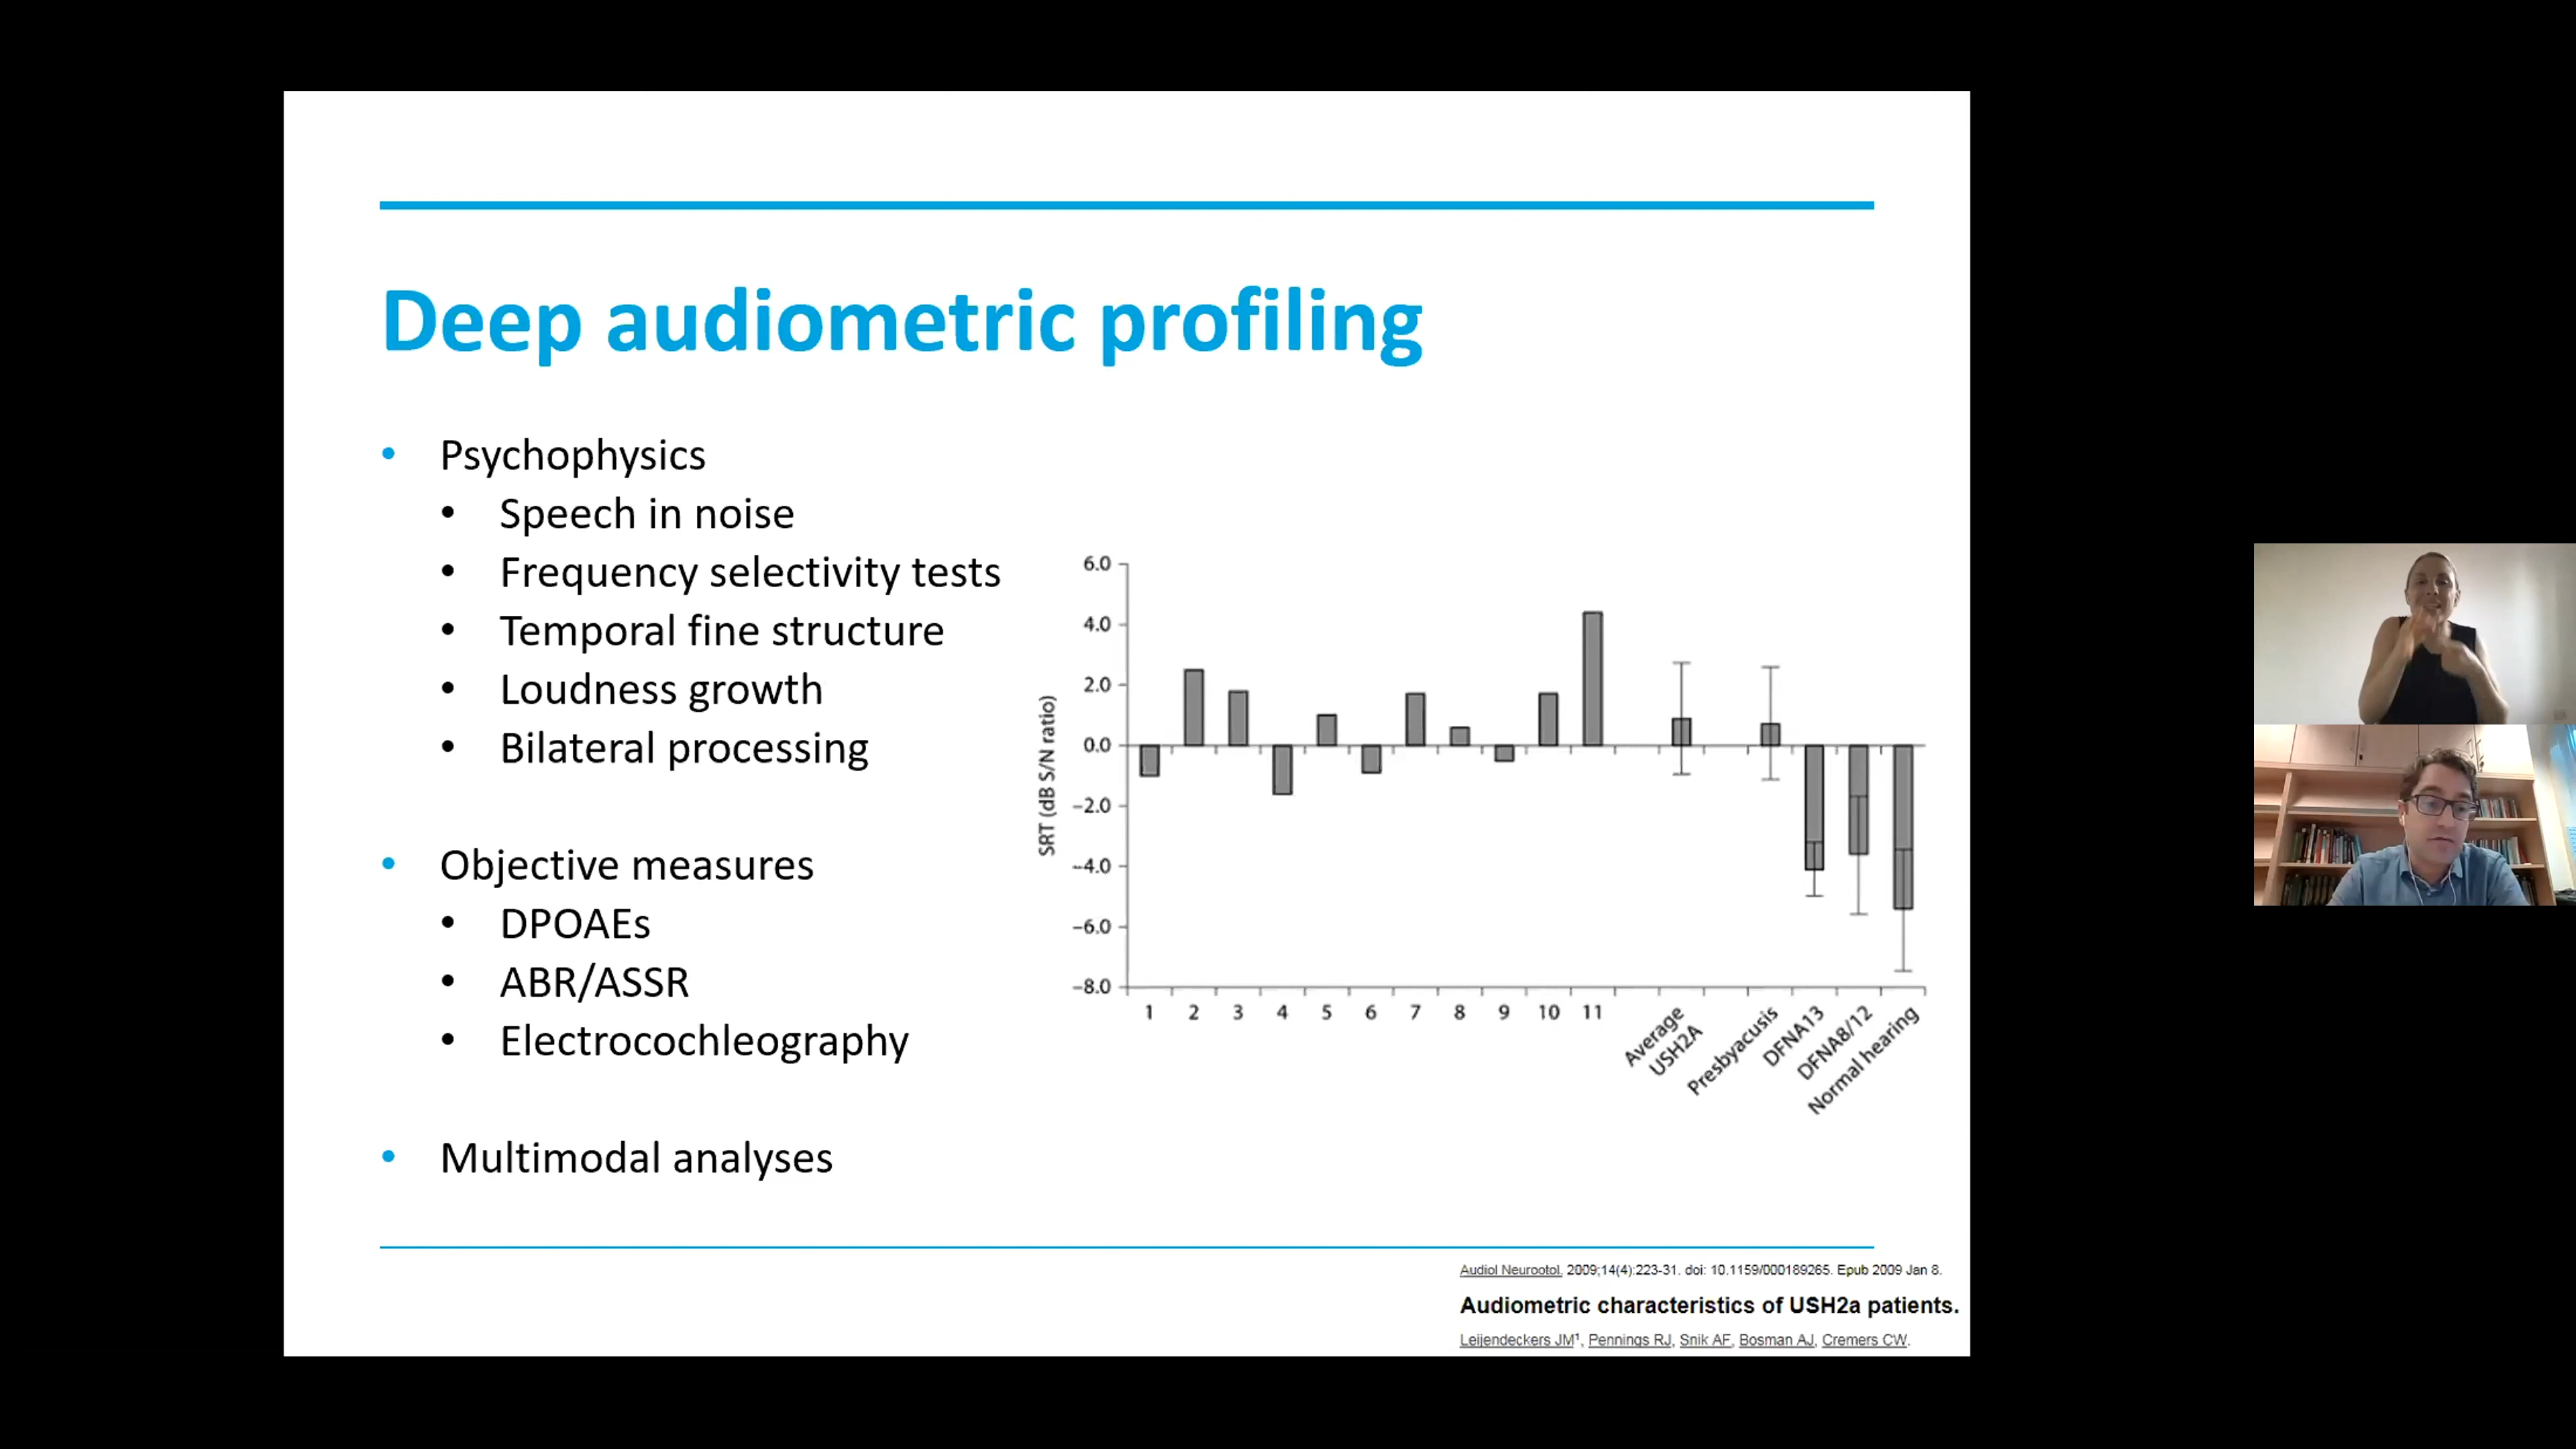 Deep audiometric profiling
• Psychophysics
• Speech in noise
• Frequency selectivity tests
• Temporal fine structure
• Loudness growth
• Bilateral processing
• Objective measures
• DPOAEs
• ABR/ASSR
• Electrocochleography
• Multimodal analyses
SRT (dB S/N ratio)
6.0
4.0
2.0
0.0
−2.0
−4.0
−6.0
−8.0
1 2 3 4 5 6 7 8 9 10 11
Average
USH2A
Presbyacusis
DFNA13
DFNA8/12
Normal hearing
Audiol Neurootol. 2009;14(4):223-31. doi: 10.1159/000189265. Epub 2009 Jan 8.
Audiometric characteristics of USH2a patients.
Leijendeckers JM¹, Pennings RJ, Snik AF, Bosman AJ, Cremers CW.